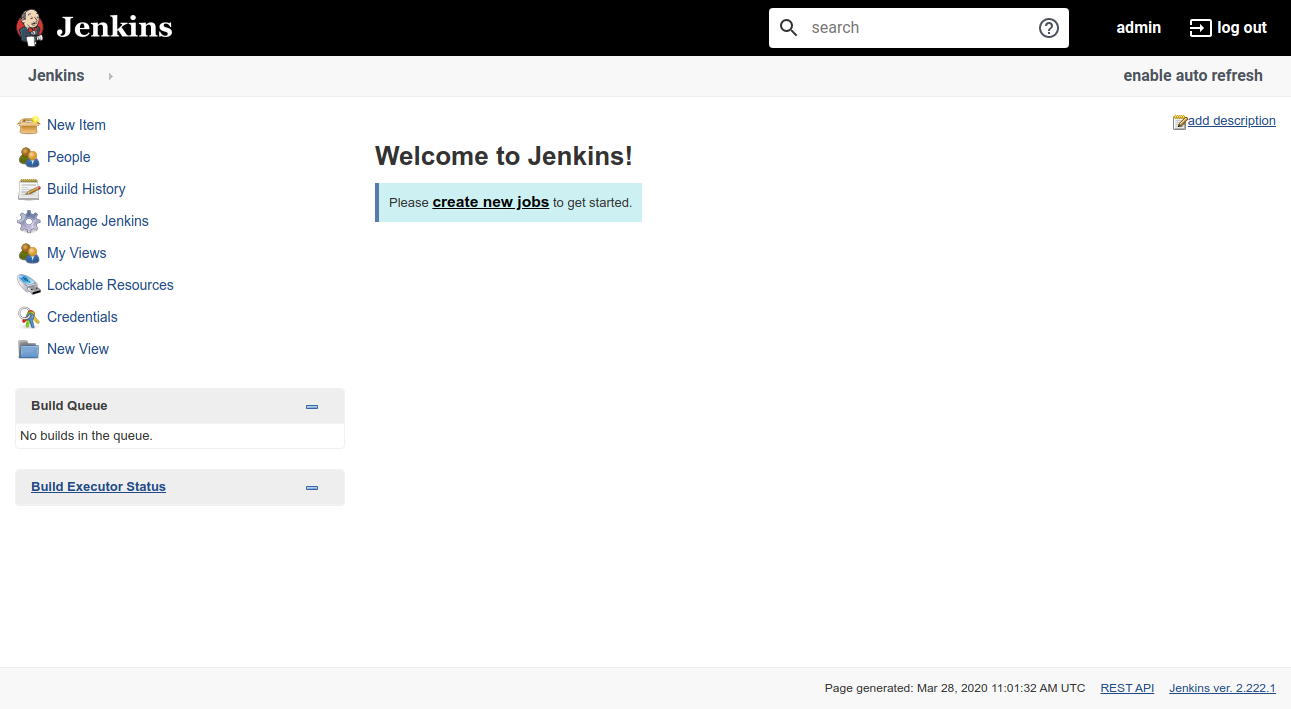 Jenkins
search
admin
log out
Jenkins
enable auto refresh
New Item
People
Build History
Manage Jenkins
My Views
Lockable Resources
Credentials
New View
Build Queue
No builds in the queue.
Build Executor Status
add description
Welcome to Jenkins!
Please create new jobs to get started.
Page generated: Mar 28, 2020 11:01:32 AM UTC REST API Jenkins ver. 2.222.1